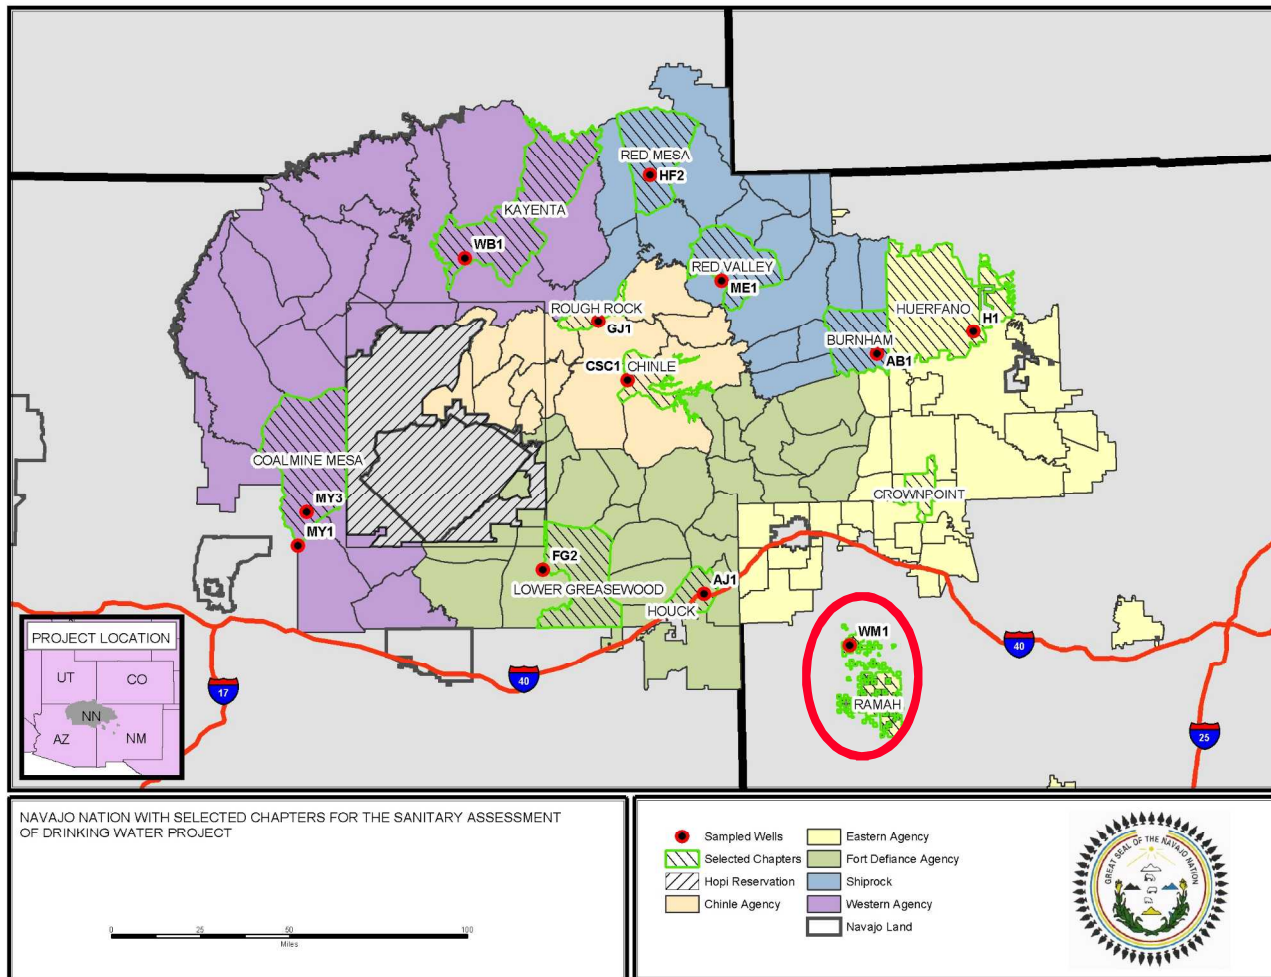 RED MESA
HF2
KAYENTA
WB1
RED VALLEY
ME1
ROUGH ROCK
GJ1
HUERFANO
H1
BURNHAM
AB1
CSC1
CHINLE
COALMINE MESA
MY3
MY1
CROWNPOINT
FG2
LOWER GREASEWOOD
AJ1
HOUCK
WM1
RAMAH
40
40
17
25
PROJECT LOCATION
UT
CO
NN
AZ
NM
NAVAJO NATION WITH SELECTED CHAPTERS FOR THE SANITARY ASSESSMENT
OF DRINKING WATER PROJECT
0 25 50 100
Miles
Sampled Wells
Selected Chapters
Hopi Reservation
Chinle Agency
Eastern Agency
Fort Defiance Agency
Shiprock
Western Agency
Navajo Land
GREAT SEAL OF THE NAVAJO NATION